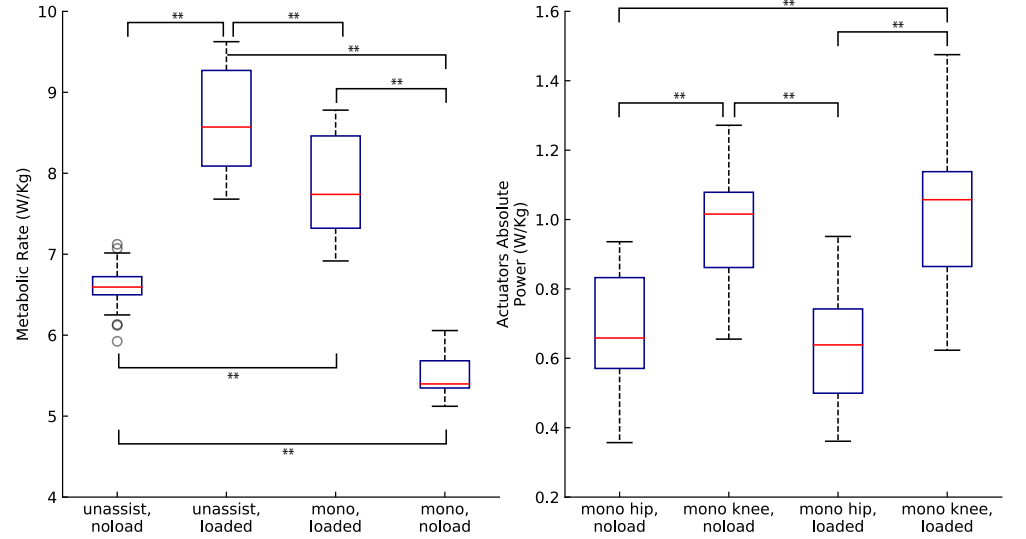 10
9
8
7
6
5
4
Metabolic Rate (W/Kg)
**
**
**
**
**
**
unassist,
noload
unassist,
loaded
mono,
loaded
mono,
noload
1.6
1.4
1.2
1.0
0.8
0.6
0.4
0.2
Actuators Absolute
Power (W/Kg)
**
**
**
**
mono hip,
noload
mono knee,
noload
mono hip,
loaded
mono knee,
loaded